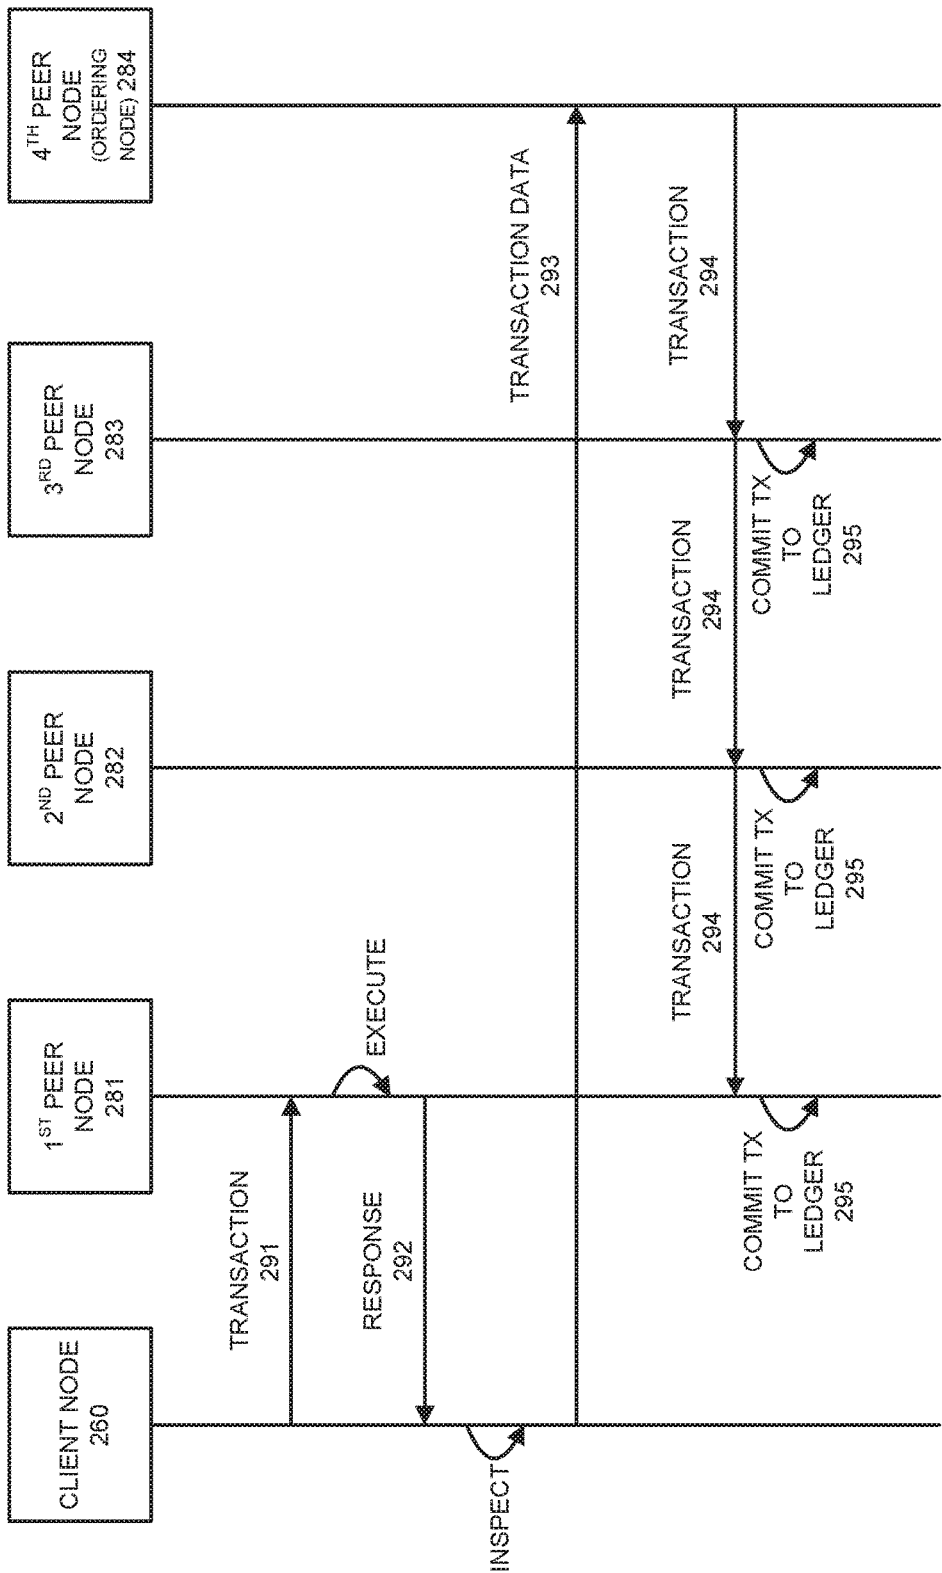 CLIENT NODE
260
1ST PEER
NODE
281
2ND PEER
NODE
282
3RD PEER
NODE
283
4TH PEER
NODE
(ORDERING
NODE) 284
TRANSACTION
291
EXECUTE
RESPONSE
292
INSPECT
TRANSACTION DATA
293
TRANSACTION
294
TRANSACTION
294
TRANSACTION
294
COMMIT TX
TO
LEDGER
295
COMMIT TX
TO
LEDGER
295
COMMIT TX
TO
LEDGER
295